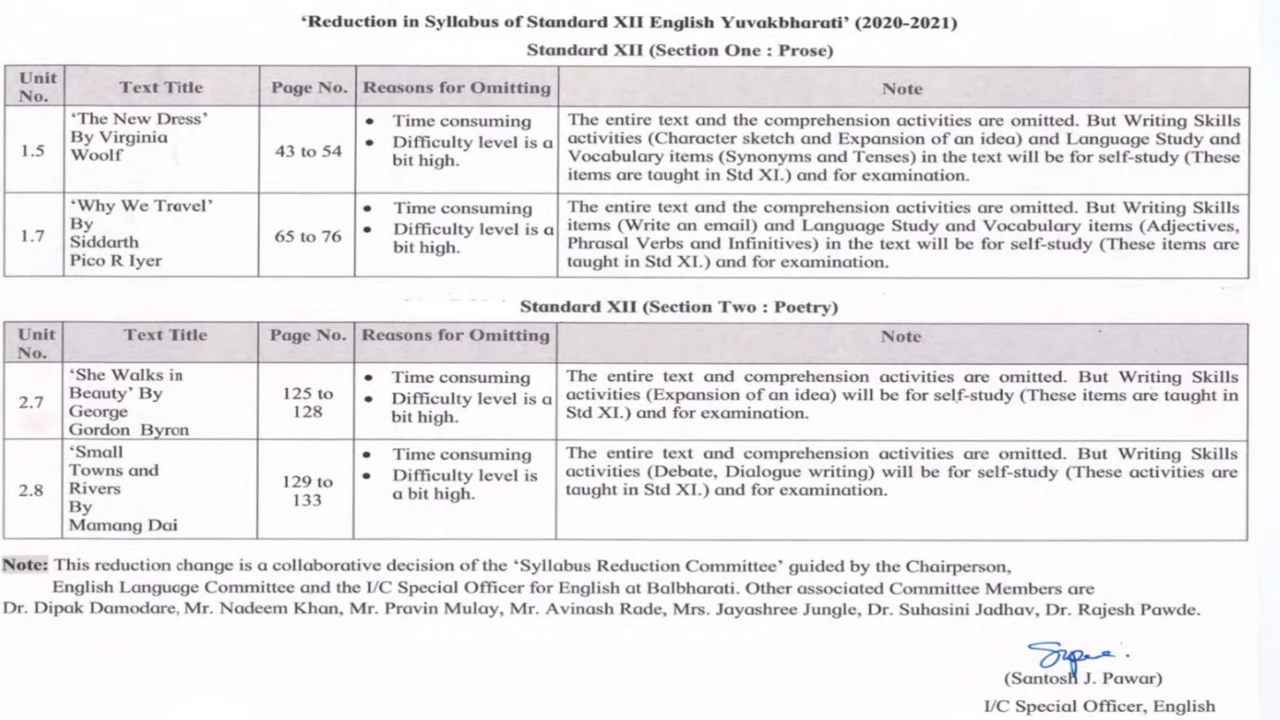 ‘Reduction in Syllabus of Standard XII English Yuvakbharati’ (2020-2021)
Standard XII (Section One : Prose)
Unit No. Text Title Page No. Reasons for Omitting Note
1.5
‘The New Dress’
By Virginia
Woolf
43 to 54
• Time consuming
• Difficulty level is a
bit high.
The entire text and the comprehension activities are omitted. But Writing Skills
activities (Character sketch and Expansion of an idea) and Language Study and
Vocabulary items (Synonyms and Tenses) in the text will be for self-study (These
items are taught in Std XI.) and for examination.
1.7
‘Why We Travel’
By
Siddarth
Pico R Iyer
65 to 76
• Time consuming
• Difficulty level is a
bit high.
The entire text and the comprehension activities are omitted. But Writing Skills
items (Write an email) and Language Study and Vocabulary items (Adjectives,
Phrasal Verbs and Infinitives) in the text will be for self-study (These items are
taught in Std XI.) and for examination.
Standard XII (Section Two : Poetry)
Unit No. Text Title Page No. Reasons for Omitting Note
2.7
‘She Walks in
Beauty’ By
George
Gordon Byron
125 to
128
• Time consuming
• Difficulty level is a
bit high.
The entire text and comprehension activities are omitted. But Writing Skills
activities (Expansion of an idea) will be for self-study (These items are taught in
Std XI.) and for examination.
2.8
‘Small
Towns and
Rivers
By
Mamang Dai
129 to
133
• Time consuming
• Difficulty level is
a bit high.
The entire text and comprehension activities are omitted. But Writing Skills
activities (Debate, Dialogue writing) will be for self-study (These activities are
taught in Std XI.) and for examination.
Note: This reduction change is a collaborative decision of the ‘Syllabus Reduction Committee’ guided by the Chairperson,
English Language Committee and the I/C Special Officer for English at Balbharati. Other associated Committee Members are
Dr. Dipak Damodare, Mr. Nadeem Khan, Mr. Pravin Mulay, Mr. Avinash Rade, Mrs. Jayashree Jungle, Dr. Suhasini Jadhav, Dr. Rajesh Pawde.
(Santosh J. Pawar)
I/C Special Officer, English